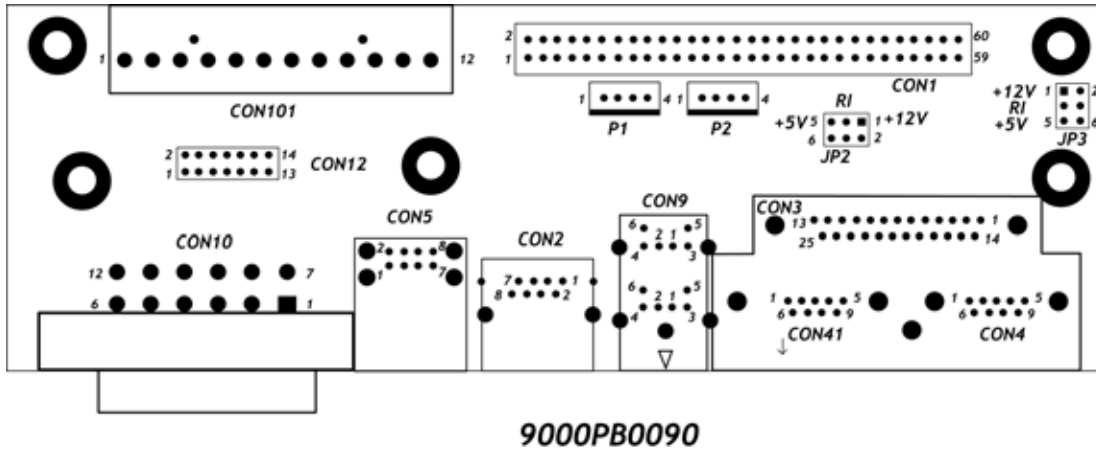 2 60
1 12 1 59
CON1
CON101
1 4 1 4
P1 P2
RI
+5V 5 1 +12V
6 2
JP2
+12V 1 2
RI
+5V 5 6
JP3
2 14
1 13
CON12
CON5
2 8
1 7
CON10
12 7
6 1
CON2
7 1
8 2
CON9
6 5
2 1
4 3
6 5
2 1
4 3
CON3
13 1
25 14
1 5
6 9
CON41
1 5
6 9
CON4
9000PB0090